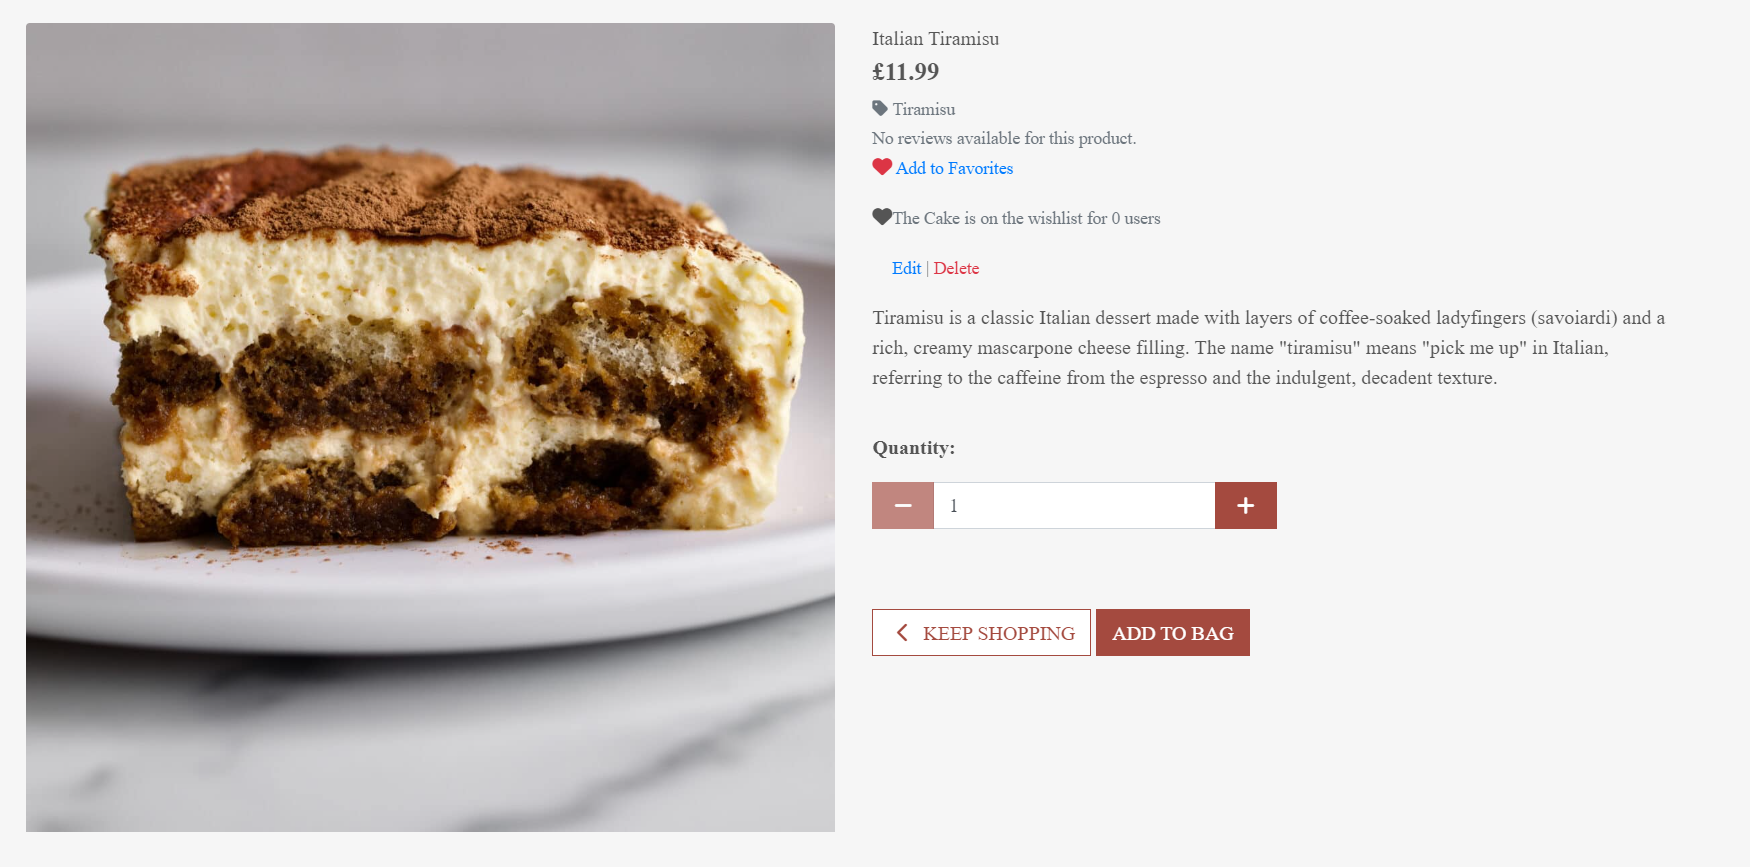 Italian Tiramisu
£11.99
Tiramisu
No reviews available for this product.
Add to Favorites
The Cake is on the wishlist for 0 users
Edit | Delete
Tiramisu is a classic Italian dessert made with layers of coffee-soaked ladyfingers (savoiardi) and a
rich, creamy mascarpone cheese filling. The name "tiramisu" means "pick me up" in Italian,
referring to the caffeine from the espresso and the indulgent, decadent texture.
Quantity:
1
KEEP SHOPPING ADD TO BAG